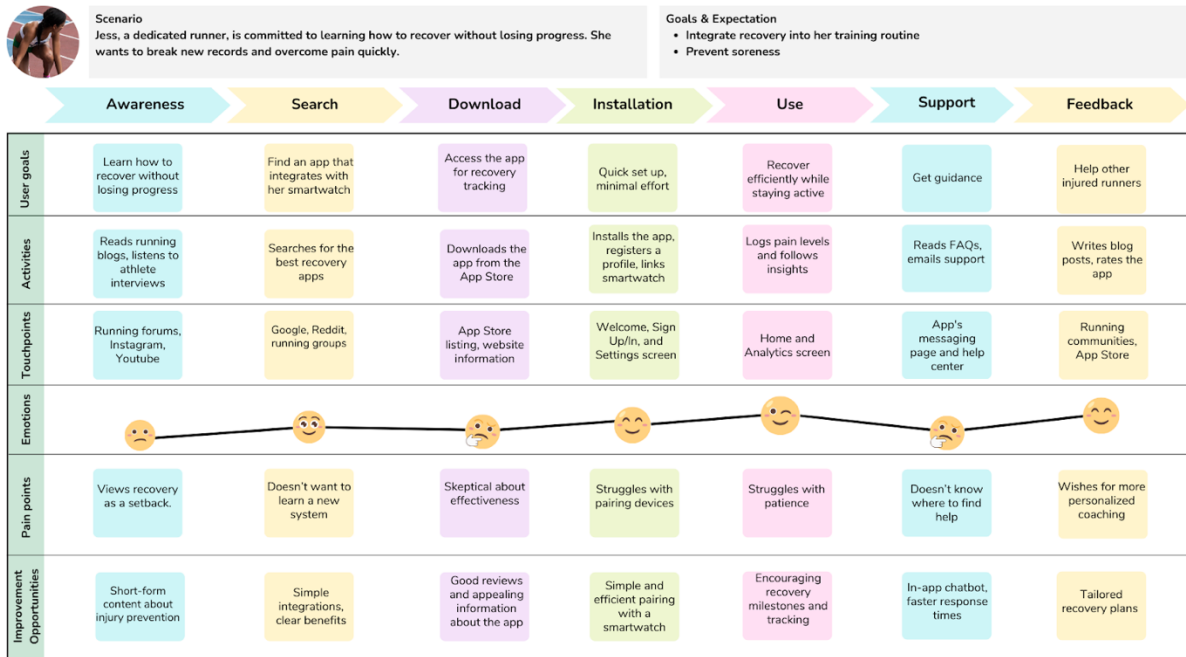 Scenario
Jess, a dedicated runner, is committed to learning how to recover without losing progress. She
wants to break new records and overcome pain quickly.
Goals & Expectation
• Integrate recovery into her training routine
• Prevent soreness
Awareness
Search
Download
Installation
Use
Support
Feedback
User goals
Learn how to
recover without
losing progress
Find an app that
integrates with
her smartwatch
Access the app
for recovery
tracking
Quick set up,
minimal effort
Recover
efficiently while
staying active
Get guidance
Help other
injured runners
Activities
Reads running
blogs, listens to
athlete
interviews
Searches for the
best recovery
apps
Downloads the
app from the
App Store
Installs the app,
registers a
profile, links
smartwatch
Logs pain levels
and follows
insights
Reads FAQs,
emails support
Writes blog
posts, rates the
app
Touchpoints
Running forums,
Instagram,
Youtube
Google, Reddit,
running groups
App Store
listing, website
information
Welcome, Sign
Up/In, and
Settings screen
Home and
Analytics screen
App's
messaging
page and help
center
Running
communities,
App Store
Emotions
Pain points
Views recovery
as a setback.
Doesn't want to
learn a new
system
Skeptical about
effectiveness
Struggles with
pairing devices
Struggles with
patience
Doesn't know
where to find
help
Wishes for more
personalized
coaching
Improvement
Opportunities
Short-form
content about
injury prevention
Simple
integrations,
clear benefits
Good reviews
and appealing
information
about the app
Simple and
efficient pairing
with a
smartwatch
Encouraging
recovery
milestones and
tracking
In-app chatbot,
faster response
times
Tailored
recovery plans